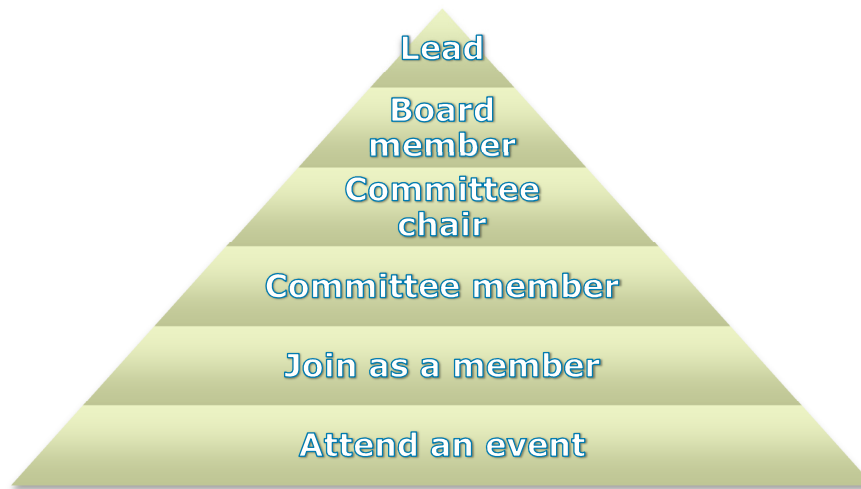 Lead
Board
member
Committee
chair
Committee member
Join as a member
Attend an event